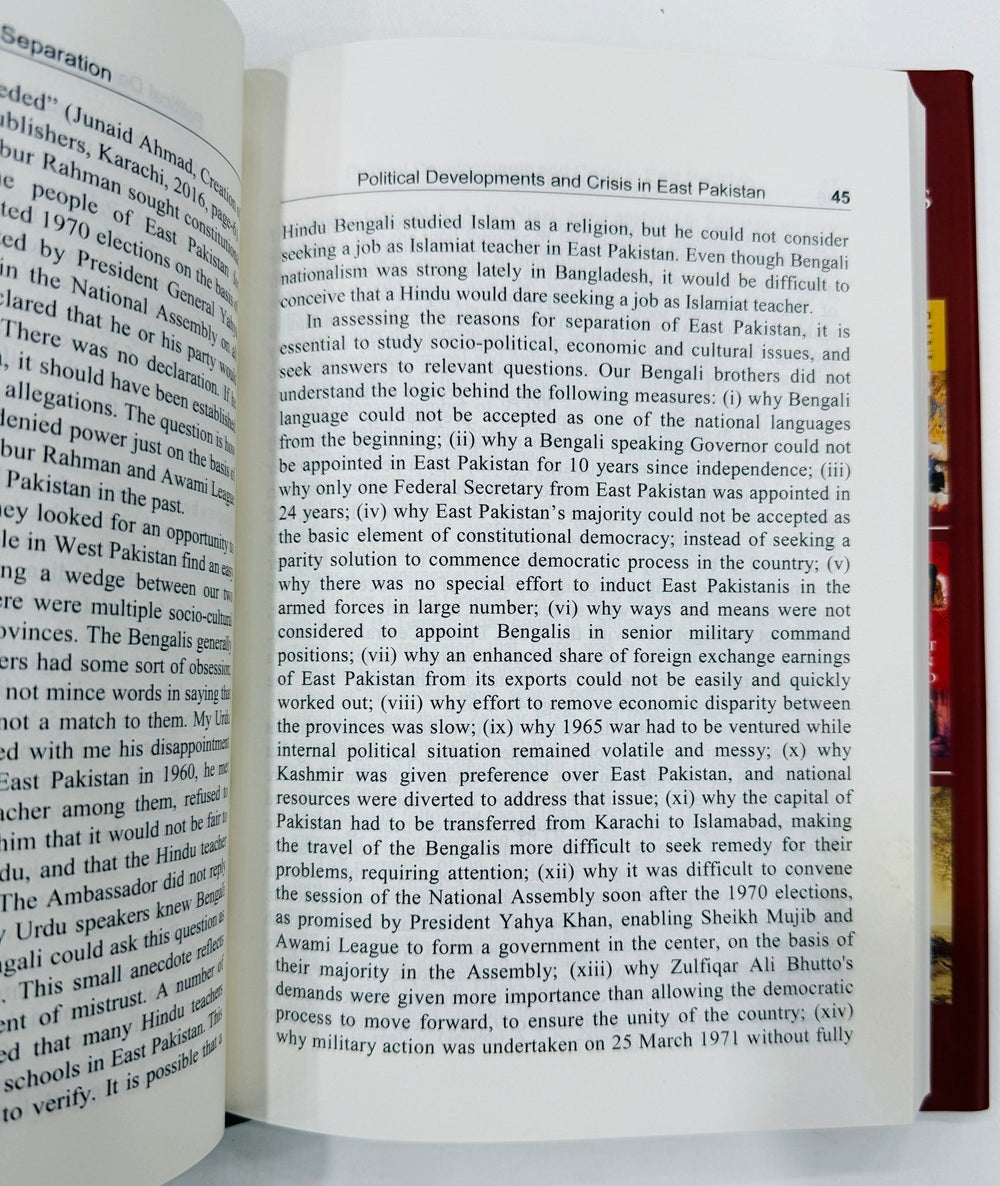 Separation
eded” (Junaid Ahmad, Creation
ublishers, Karachi, 2016, page-6
bur Rahman sought constitutional
e people of East Pakistan
ted 1970 elections on the basis of
ed by President General Yahya
in the National Assembly on
lared that he or his party would
There was no declaration. If
, it should have been established
allegations. The question is how
denied power just on the basis of
bur Rahman and Awami League
Pakistan in the past.
ey looked for an opportunity to
le in West Pakistan find an easy
ng a wedge between our two
ere were multiple socio-cultural
ovinces. The Bengalis generally
ers had some sort of obsession
not mince words in saying that
not a match to them. My Urdu
ed with me his disappointment
East Pakistan in 1960, he met
acher among them, refused to
him that it would not be fair to
du, and that the Hindu teacher
The Ambassador did not reply
y Urdu speakers knew Bengali
ngali could ask this question as
. This small anecdote reflects
ent of mistrust. A number of
ed that many Hindu teachers
schools in East Pakistan. This
to verify. It is possible that a
Political Developments and Crisis in East Pakistan 45
Hindu Bengali studied Islam as a religion, but he could not consider
seeking a job as Islamiat teacher in East Pakistan. Even though Bengali
nationalism was strong lately in Bangladesh, it would be difficult to
conceive that a Hindu would dare seeking a job as Islamiat teacher.
In assessing the reasons for separation of East Pakistan, it is
essential to study socio-political, economic and cultural issues, and
seek answers to relevant questions. Our Bengali brothers did not
understand the logic behind the following measures: (i) why Bengali
language could not be accepted as one of the national languages
from the beginning; (ii) why a Bengali speaking Governor could not
be appointed in East Pakistan for 10 years since independence; (iii)
why only one Federal Secretary from East Pakistan was appointed in
24 years; (iv) why East Pakistan’s majority could not be accepted as
the basic element of constitutional democracy; instead of seeking a
parity solution to commence democratic process in the country; (v)
why there was no special effort to induct East Pakistanis in the
armed forces in large number; (vi) why ways and means were not
considered to appoint Bengalis in senior military command
positions; (vii) why an enhanced share of foreign exchange earnings
of East Pakistan from its exports could not be easily and quickly
worked out; (viii) why effort to remove economic disparity between
the provinces was slow; (ix) why 1965 war had to be ventured while
internal political situation remained volatile and messy; (x) why
Kashmir was given preference over East Pakistan, and national
resources were diverted to address that issue; (xi) why the capital of
Pakistan had to be transferred from Karachi to Islamabad, making
the travel of the Bengalis more difficult to seek remedy for their
problems, requiring attention; (xii) why it was difficult to convene
the session of the National Assembly soon after the 1970 elections,
as promised by President Yahya Khan, enabling Sheikh Mujib and
Awami League to form a government in the center, on the basis of
their majority in the Assembly; (xiii) why Zulfiqar Ali Bhutto's
demands were given more importance than allowing the democratic
process to move forward, to ensure the unity of the country; (xiv)
why military action was undertaken on 25 March 1971 without fully